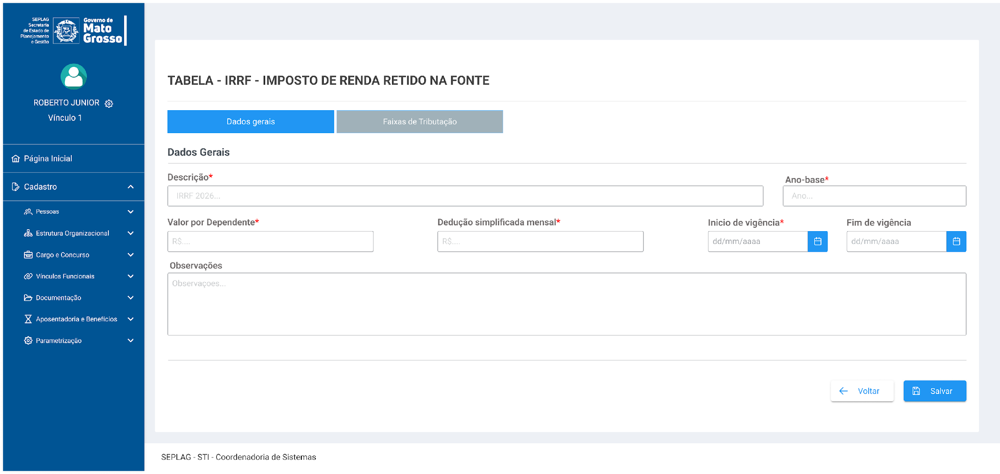 SEPLAG
Secretaria
de Estado de
Planejamento
e Gestão
Governo de
Mato
Grosso
ROBERTO JUNIOR
Vínculo 1
Página Inicial
Cadastro
Pessoas
Estrutura Organizacional
Cargo e Concurso
Vínculos Funcionais
Documentação
Aposentadoria e Benefícios
Parametrização
TABELA - IRRF - IMPOSTO DE RENDA RETIDO NA FONTE
Dados gerais
Faixas de Tributação
Dados Gerais
Descrição*
Ano-base*
IRRF 2026...
Ano...
Valor por Dependente*
Dedução simplificada mensal*
Inicio de vigência*
Fim de vigência
R$....
R$....
dd/mm/aaaa
dd/mm/aaaa
Observações
Observaçoes...
Voltar
Salvar
SEPLAG - STI - Coordenadoria de Sistemas